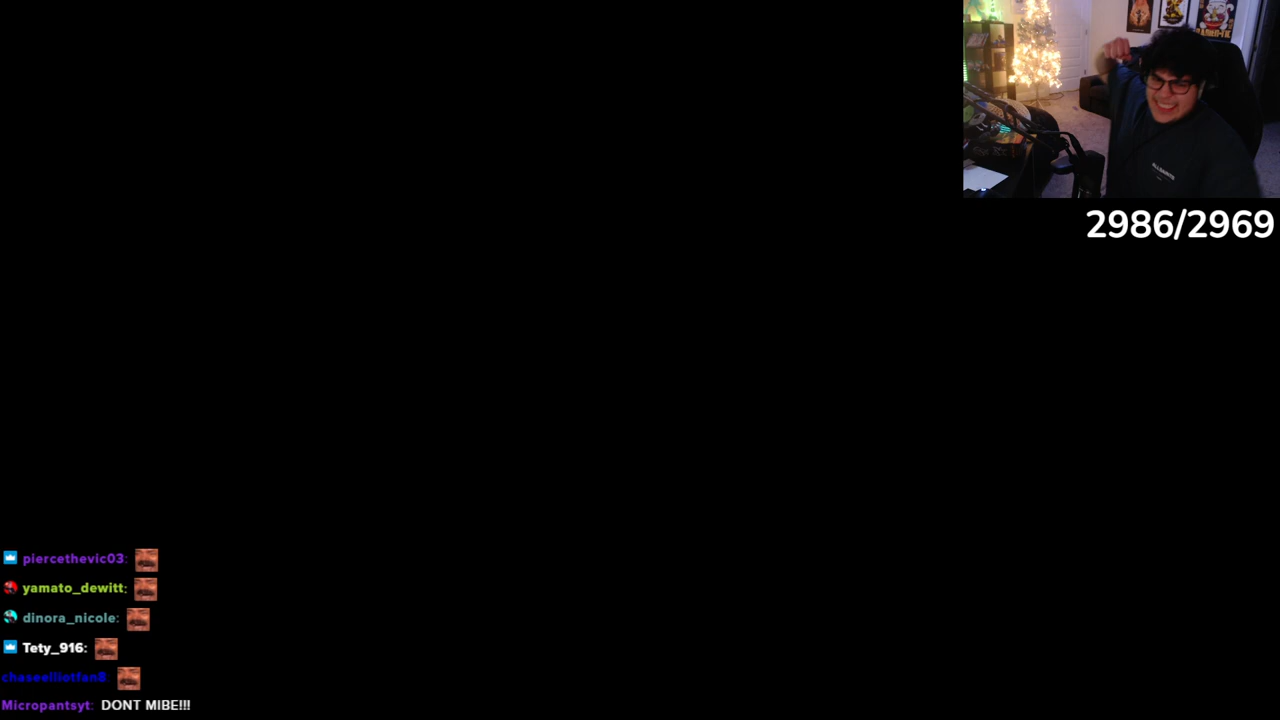 2986/2969
piercethevic03:
yamato_dewitt:
dinora_nicole:
Tety_916:
chaseelliotfan8:
Micropantsyt: DONT MIBE!!!